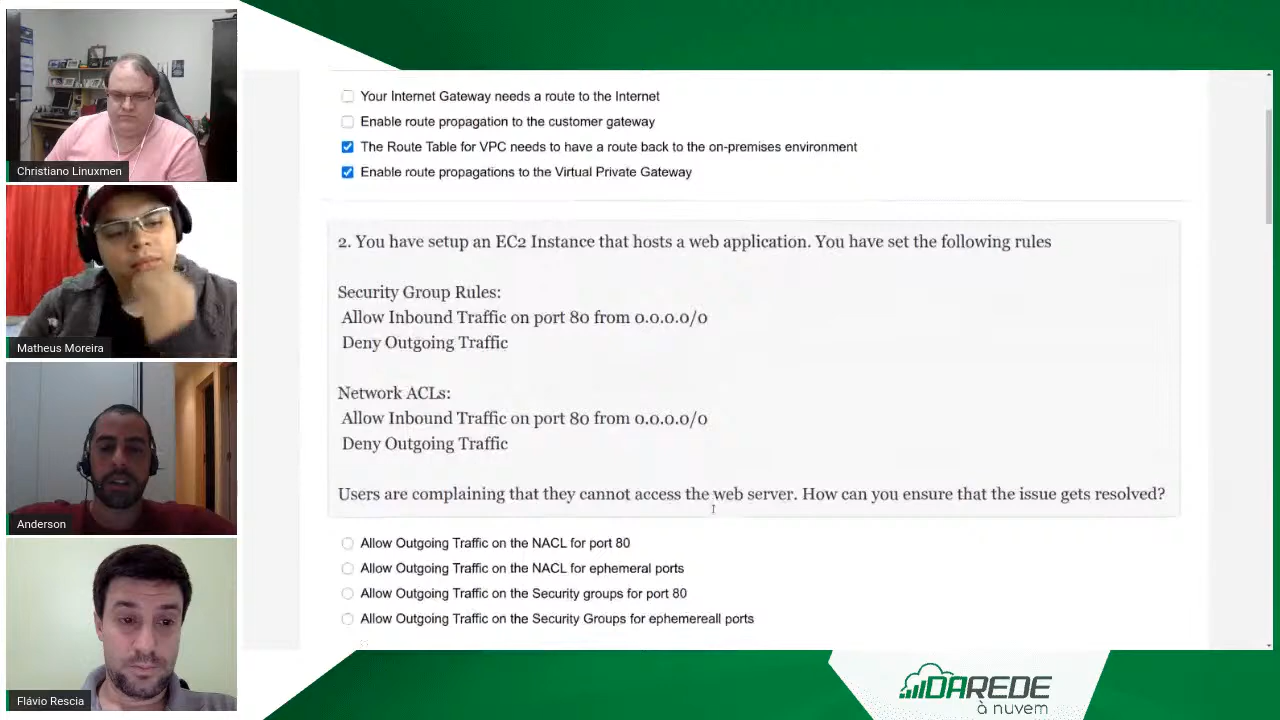 Christiano Linuxmen
Matheus Moreira
Anderson
Flávio Rescia
Your Internet Gateway needs a route to the Internet
Enable route propagation to the customer gateway
The Route Table for VPC needs to have a route back to the on-premises environment
Enable route propagations to the Virtual Private Gateway
2. You have setup an EC2 Instance that hosts a web application. You have set the following rules
Security Group Rules:
Allow Inbound Traffic on port 80 from 0.0.0.0/0
Deny Outgoing Traffic
Network ACLs:
Allow Inbound Traffic on port 80 from 0.0.0.0/0
Deny Outgoing Traffic
Users are complaining that they cannot access the web server. How can you ensure that the issue gets resolved?
Allow Outgoing Traffic on the NACL for port 80
Allow Outgoing Traffic on the NACL for ephemeral ports
Allow Outgoing Traffic on the Security groups for port 80
Allow Outgoing Traffic on the Security Groups for ephemereall ports
DAREDE
à nuvem